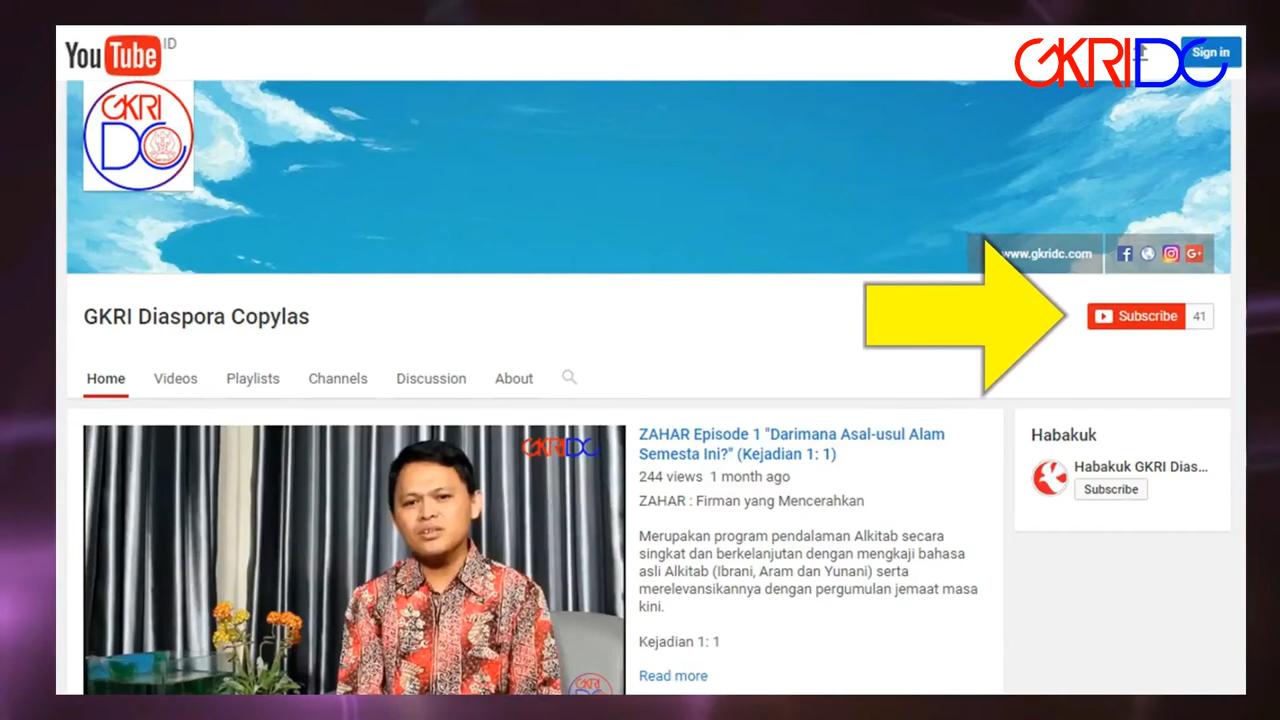 YouTube ID
GKRIDC
Sign in
GKRI
DC
www.gkridc.com
GKRI Diaspora Copylas
Subscribe 41
Home Videos Playlists Channels Discussion About
GKRIDC
ZAHAR Episode 1 "Darimana Asal-usul Alam
Semesta Ini?" (Kejadian 1: 1)
244 views 1 month ago
ZAHAR : Firman yang Mencerahkan
Merupakan program pendalaman Alkitab secara
singkat dan berkelanjutan dengan mengkaji bahasa
asli Alkitab (Ibrani, Aram dan Yunani) serta
merelevansikannya dengan pergumulan jemaat masa
kini.
Kejadian 1: 1
Read more
GKRI
Habakuk
Habakuk GKRI Dias...
Subscribe